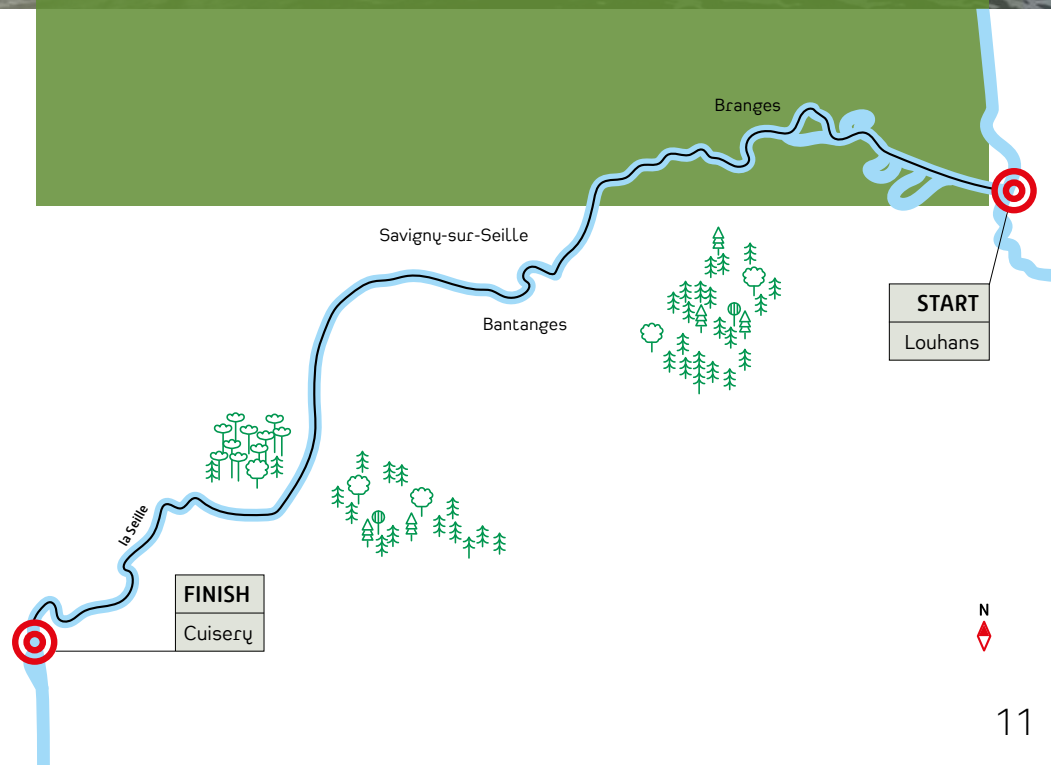 Branges
Savigny-sur-Seille
Bantanges
START
Louhans
la Seille
FINISH
Cuisery
N
11